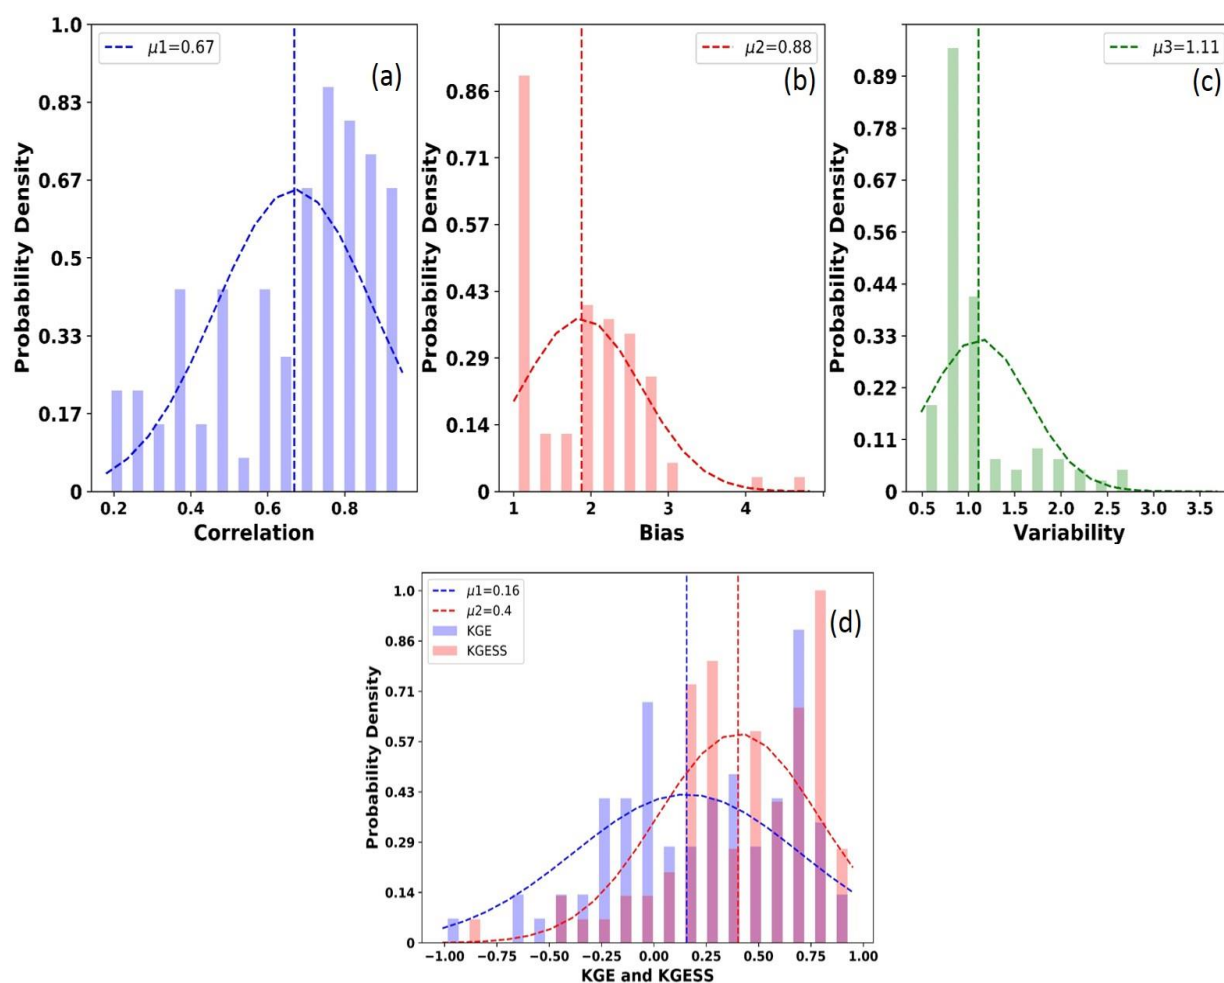 μ1=0.67
(a)
1.0
0.83
0.67
0.5
0.33
0.17
0
Probability Density
0.2 0.4 0.6 0.8
Correlation
μ2=0.88
(b)
0.86
0.71
0.57
0.43
0.29
0.14
0
Probability Density
1 2 3 4
Bias
μ3=1.11
(c)
0.89
0.78
0.67
0.56
0.44
0.33
0.22
0.11
0
Probability Density
0.5 1.0 1.5 2.0 2.5 3.0 3.5
Variability
μ1=0.16
μ2=0.4
KGE
KGESS
(d)
1.0
0.86
0.71
0.57
0.43
0.29
0.14
0
Probability Density
−1.00 −0.75 −0.50 −0.25 0.00 0.25 0.50 0.75 1.00
KGE and KGESS